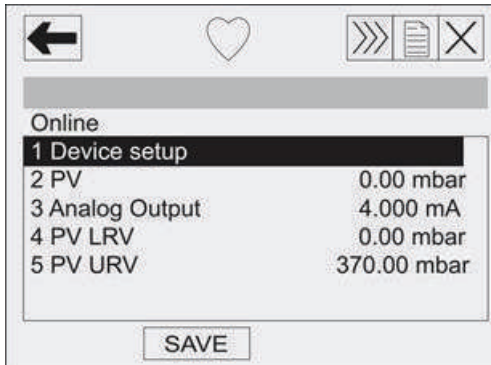 Online
1 Device setup
2 PV 0.00 mbar
3 Analog Output 4.000 mA
4 PV LRV 0.00 mbar
5 PV URV 370.00 mbar
SAVE